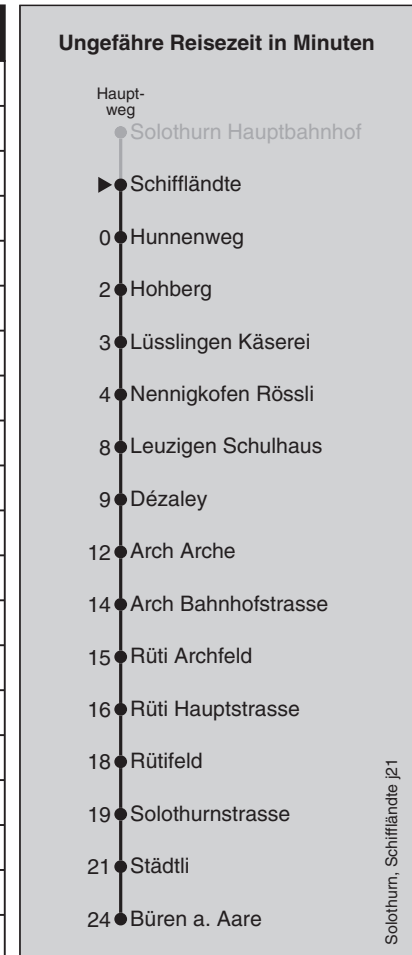 Ungefähre Reisezeit in Minuten
Haupt-
weg
Solothurn Hauptbahnhof
Schiffländte
0 Hunnenweg
2 Hohberg
3 Lüsslingen Käserei
4 Nennigkofen Rössli
8 Leuzigen Schulhaus
9 Dézaley
12 Arch Arche
14 Arch Bahnhofstrasse
15 Rüti Archfeld
16 Rüti Hauptstrasse
18 Rütifeld
19 Solothurnstrasse
21 Städtli
24 Büren a. Aare
Solothurn, Schiffländte j21